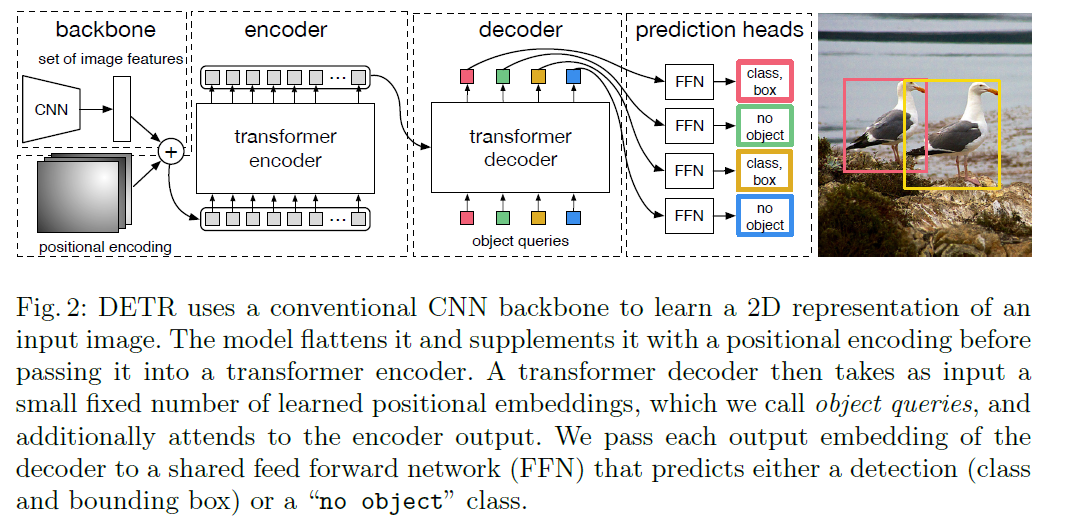 backbone
set of image features
CNN
+
positional encoding
encoder
...
transformer
encoder
...
decoder
transformer
decoder
object queries
prediction heads
FFN
class,
box
FFN
no
object
FFN
class,
box
FFN
no
object
Fig. 2: DETR uses a conventional CNN backbone to learn a 2D representation of an
input image. The model flattens it and supplements it with a positional encoding before
passing it into a transformer encoder. A transformer decoder then takes as input a
small fixed number of learned positional embeddings, which we call object queries, and
additionally attends to the encoder output. We pass each output embedding of the
decoder to a shared feed forward network (FFN) that predicts either a detection (class
and bounding box) or a “no object” class.